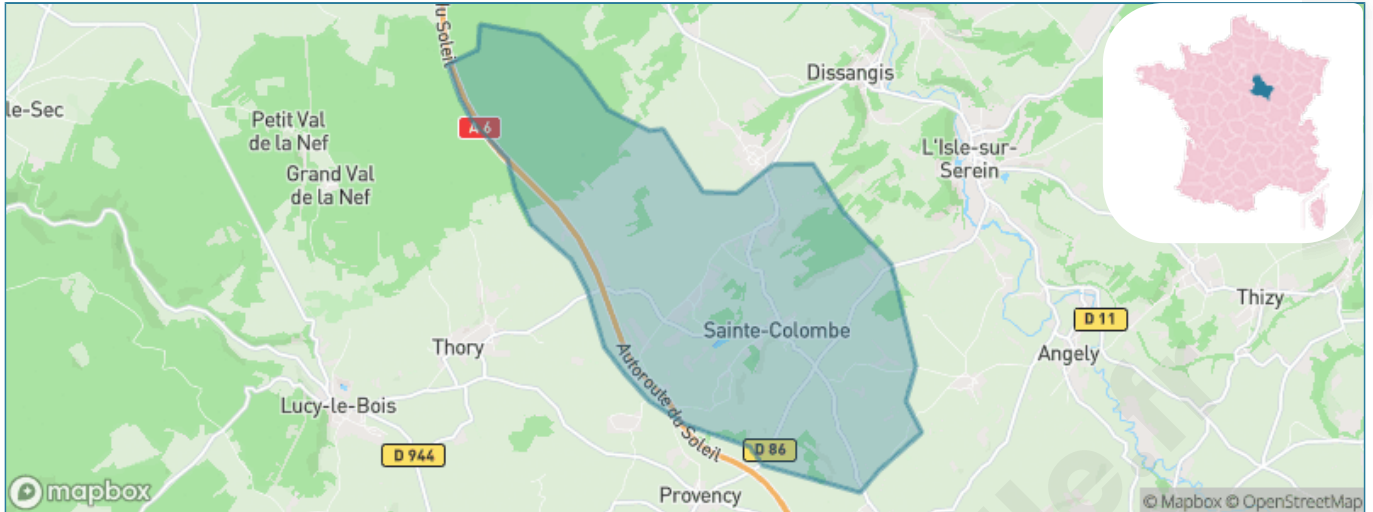 du Soleil
A 6
Dissangis
le-Sec
Petit Val
de la Nef
Grand Val
de la Nef
L'Isle-sur-
Serein
Thizy
D 11
Sainte-Colombe
Thory
Angely
Autoroute du Soleil
Lucy-le-Bois
D 944
D 86
Provency
mapbox
© Mapbox © OpenStreetMap